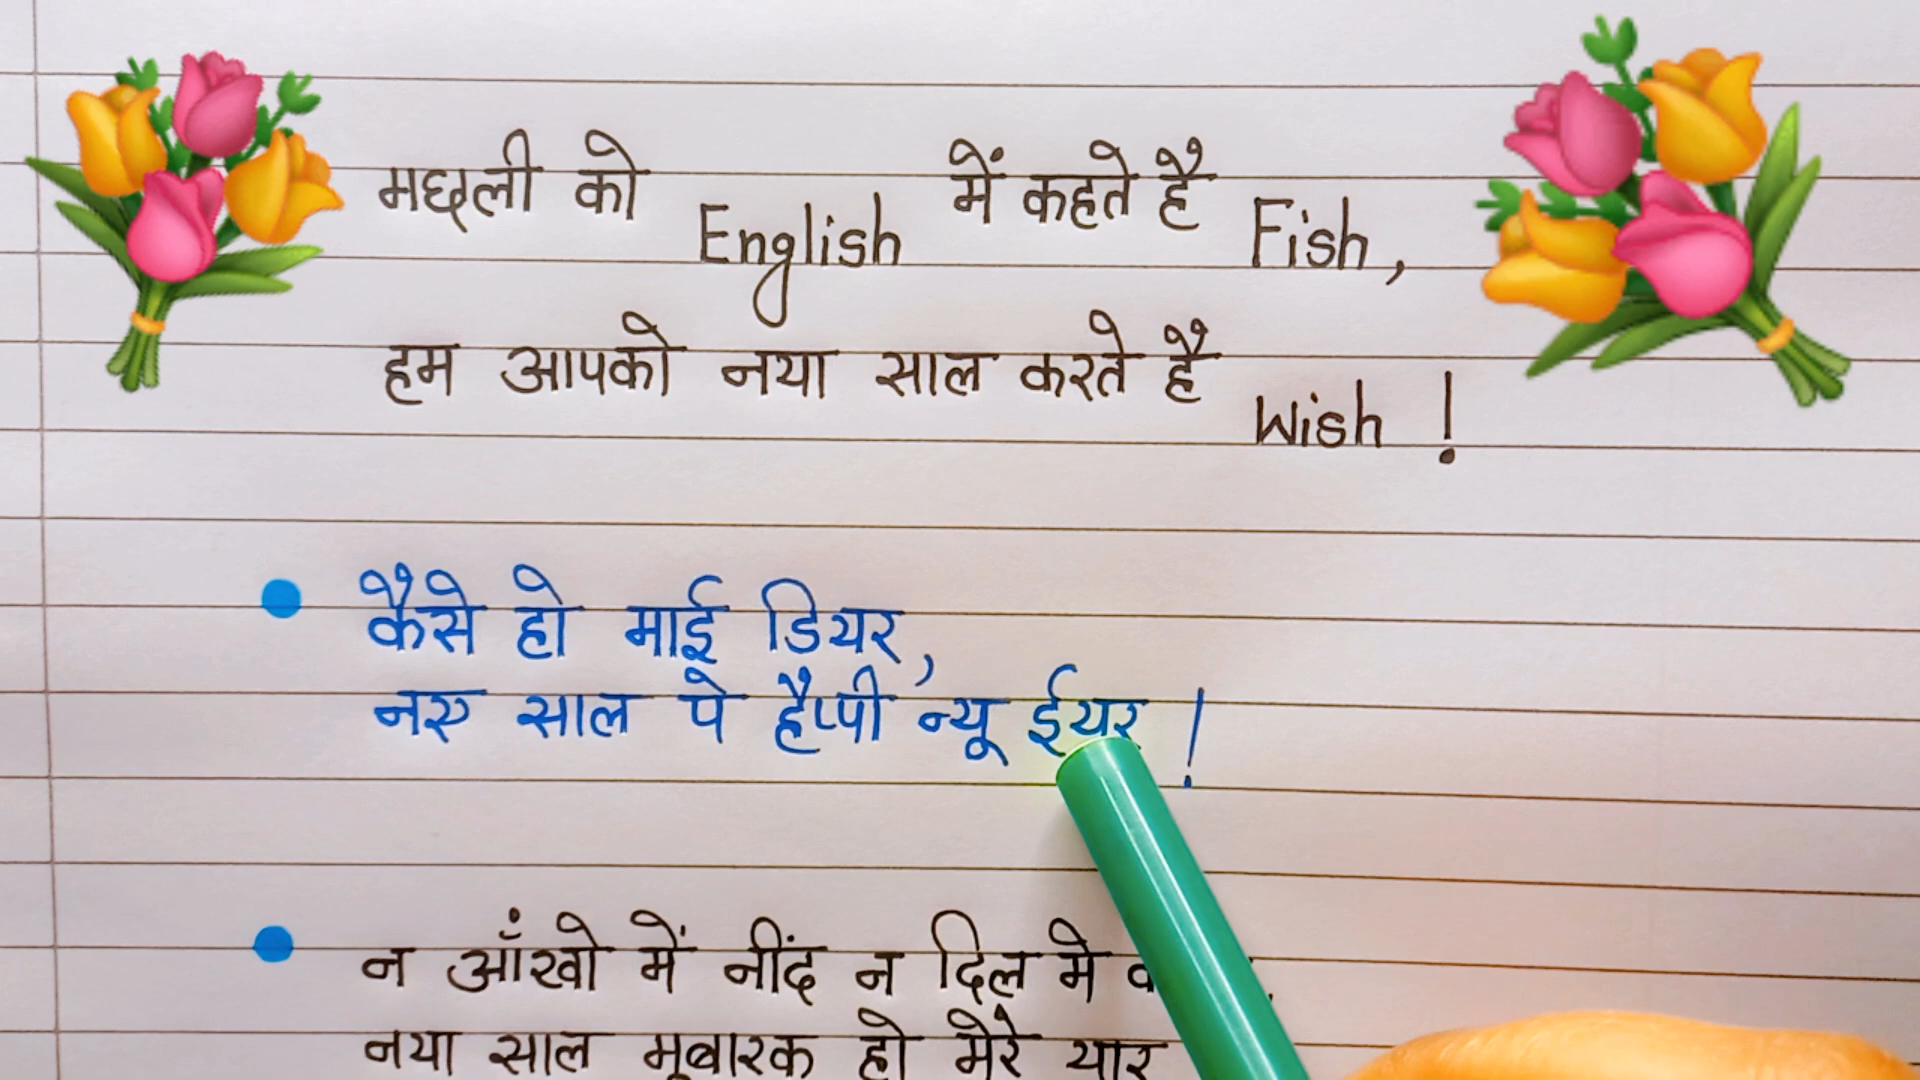 मछली को English में कहते है Fish,
हम आपको नया साल करते है Wish !
कैसे हो माई डियर,
नए साल पे हैप्पी न्यू ईयर !
न आँखो में नींद न दिल मे
नया साल मुबारक हो मेरे यार